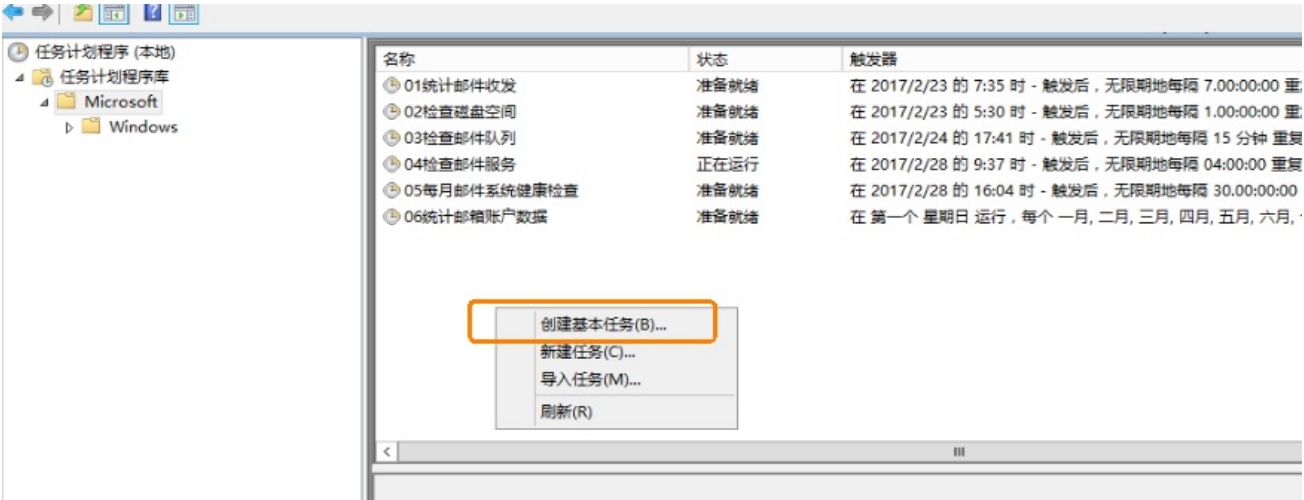 任务计划程序 (本地)
任务计划程序库
Microsoft
Windows
名称 状态 触发器
01统计邮件收发 准备就绪 在 2017/2/23 的 7:35 时 - 触发后，无限期地每隔 7.00:00:00 重
02检查磁盘空间 准备就绪 在 2017/2/23 的 5:30 时 - 触发后，无限期地每隔 1.00:00:00 重
03检查邮件队列 准备就绪 在 2017/2/24 的 17:41 时 - 触发后，无限期地每隔 15 分钟 重复
04检查邮件服务 正在运行 在 2017/2/28 的 9:37 时 - 触发后，无限期地每隔 04:00:00 重复
05每月邮件系统健康检查 准备就绪 在 2017/2/28 的 16:04 时 - 触发后，无限期地每隔 30.00:00:00
06统计邮箱账户数据 准备就绪 在 第一个 星期日 运行，每个 一月, 二月, 三月, 四月, 五月, 六月,
创建基本任务(B)...
新建任务(C)...
导入任务(M)...
刷新(R)